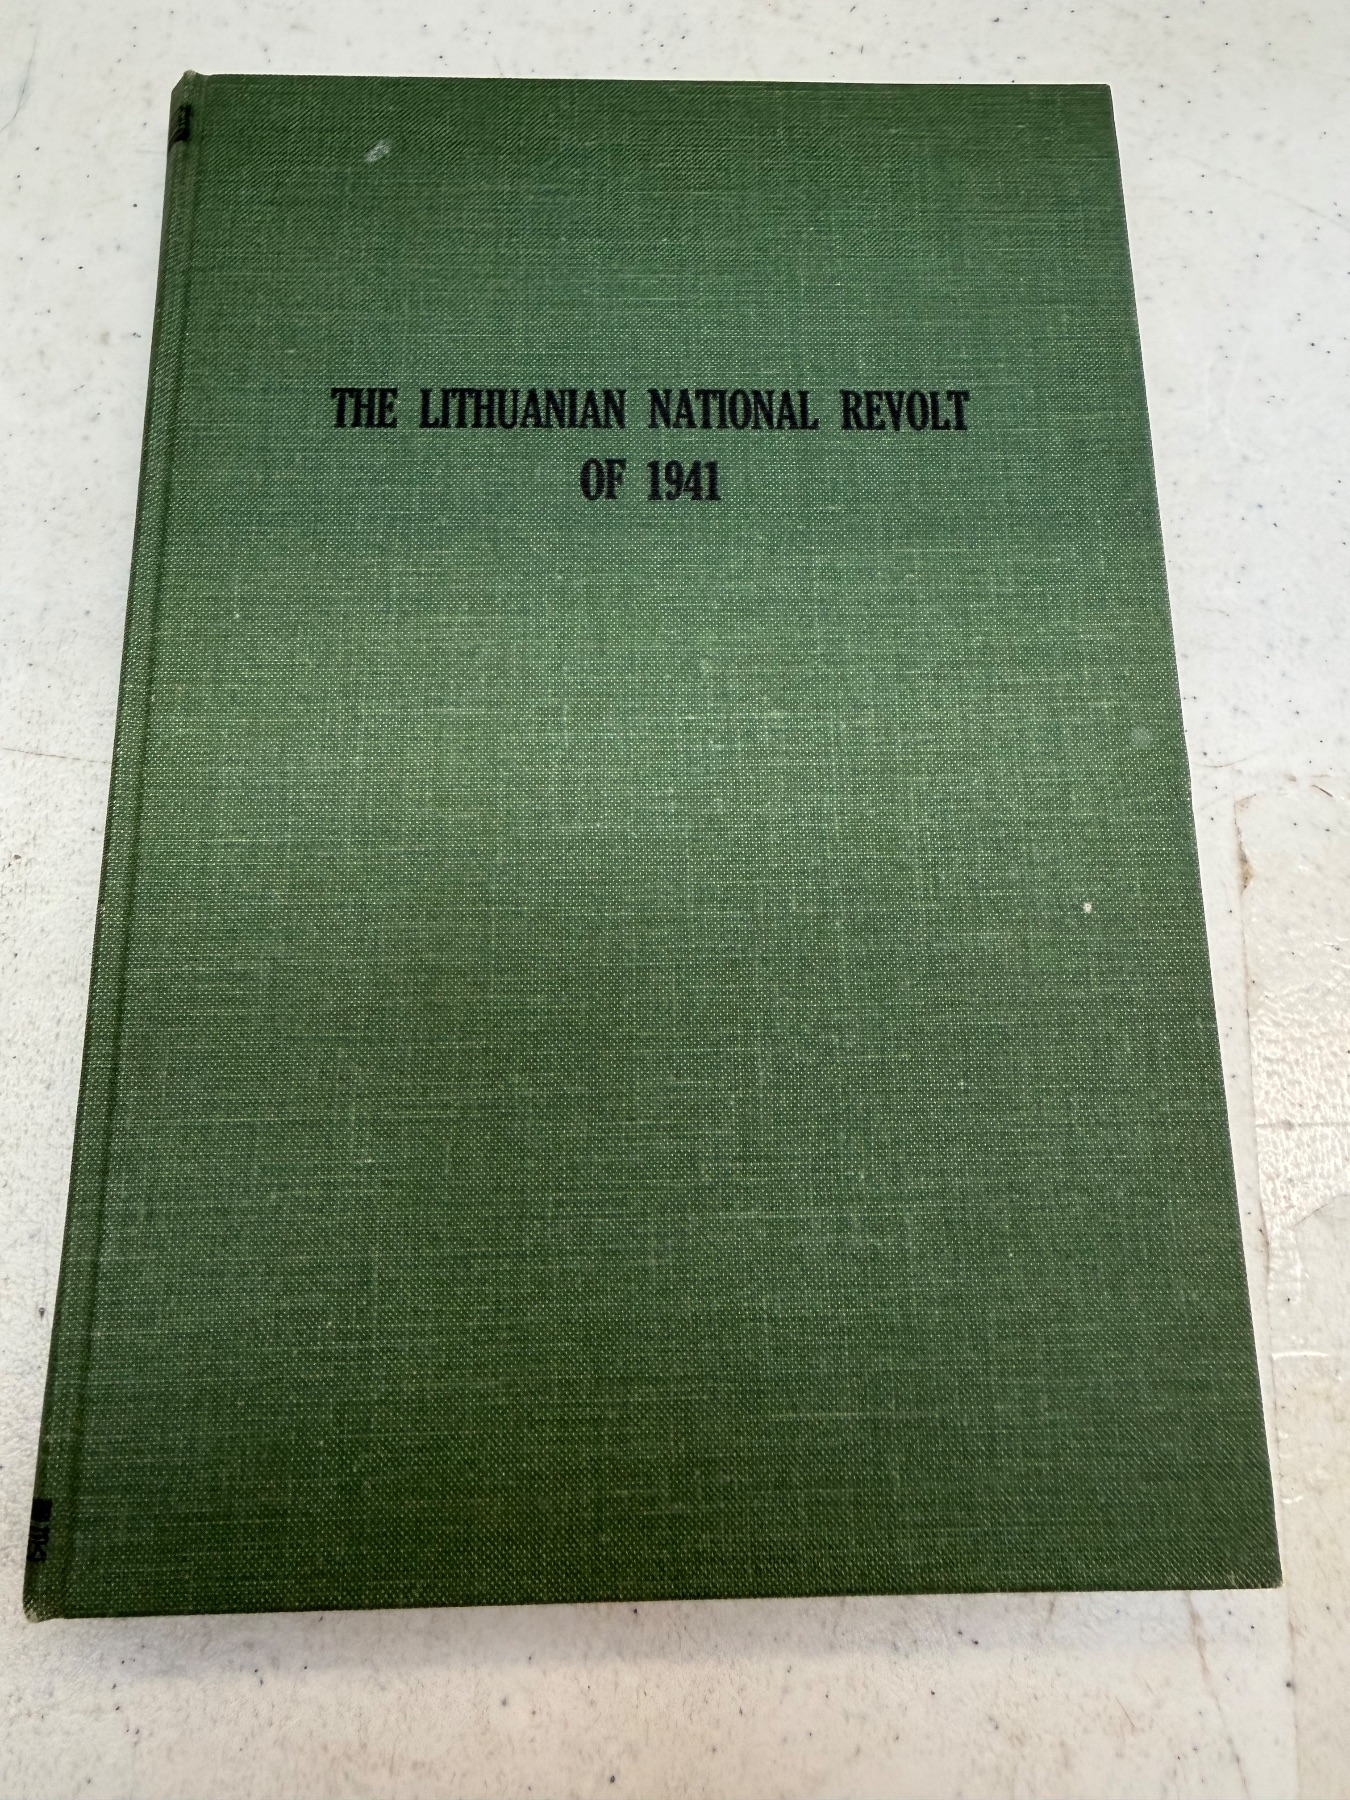 THE LITHUANIAN NATIONAL REVOLT
OF 1941